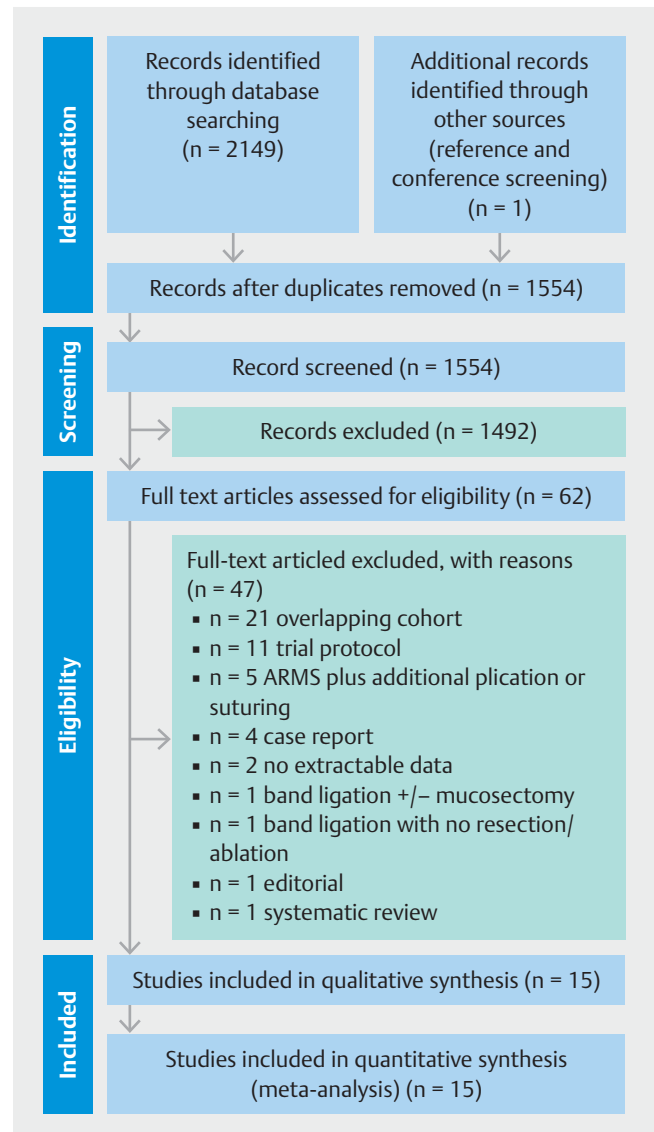 Identification
Records identified
through database
searching
(n = 2149)
Additional records
identified through
other sources
(reference and
conference screening)
(n = 1)
Records after duplicates removed (n = 1554)
Screening
Record screened (n = 1554)
Records excluded (n = 1492)
Eligibility
Full text articles assessed for eligibility (n = 62)
Full-text articled excluded, with reasons
(n = 47)
▪ n = 21 overlapping cohort
▪ n = 11 trial protocol
▪ n = 5 ARMS plus additional plication or
suturing
▪ n = 4 case report
▪ n = 2 no extractable data
▪ n = 1 band ligation +/– mucosectomy
▪ n = 1 band ligation with no resection/
ablation
▪ n = 1 editorial
▪ n = 1 systematic review
Included
Studies included in qualitative synthesis (n = 15)
Studies included in quantitative synthesis
(meta-analysis) (n = 15)